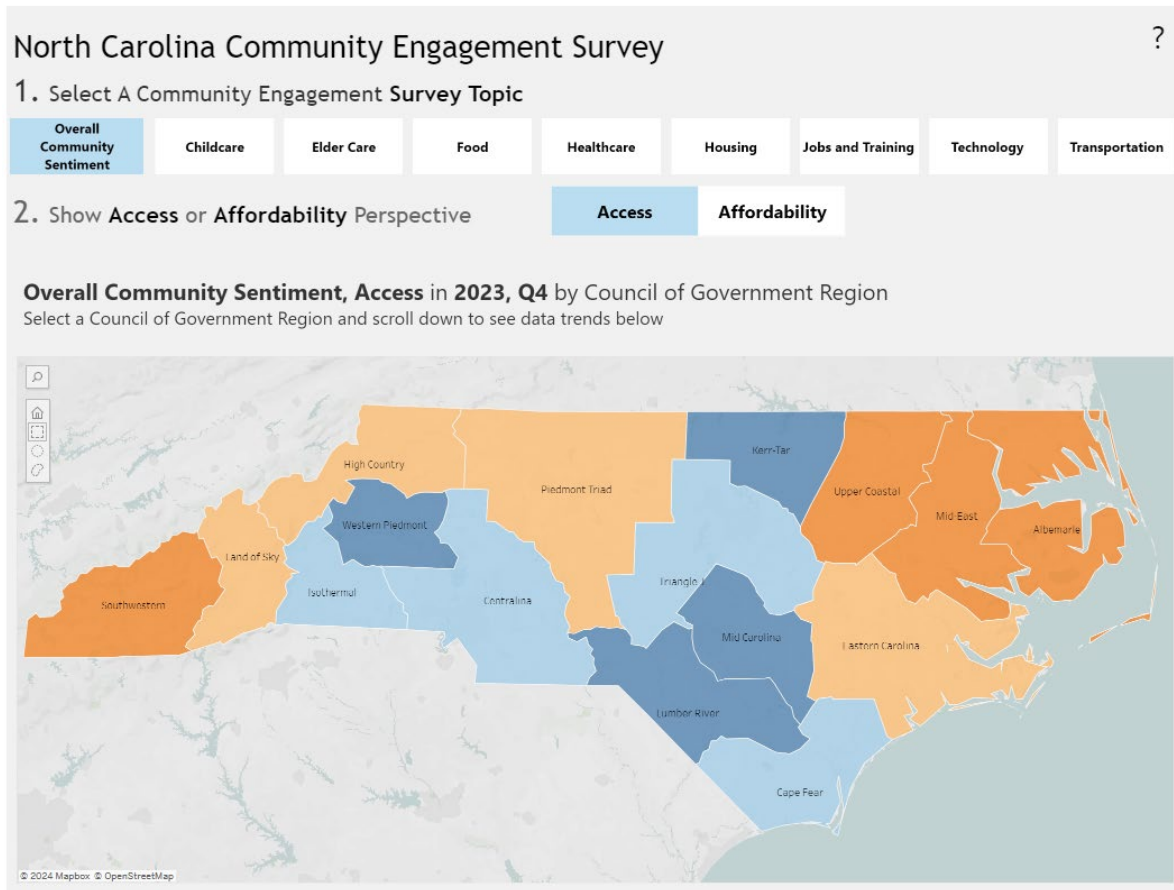 North Carolina Community Engagement Survey
?
1. Select A Community Engagement Survey Topic
Overall
Community
Sentiment
Childcare
Elder Care
Food
Healthcare
Housing
Jobs and Training
Technology
Transportation
2. Show Access or Affordability Perspective
Access
Affordability
Overall Community Sentiment, Access in 2023, Q4 by Council of Government Region
Select a Council of Government Region and scroll down to see data trends below
Kerr-Tar
High Country
Piedmont Triad
Upper Coastal
Mid-East
Western Piedmont
Albemarle
Land of Sky
Triangle J
Isothermal
Centralina
Southwestern
Mid Carolina
Eastern Carolina
Lumber River
Cape Fear
© 2024 Mapbox © OpenStreetMap